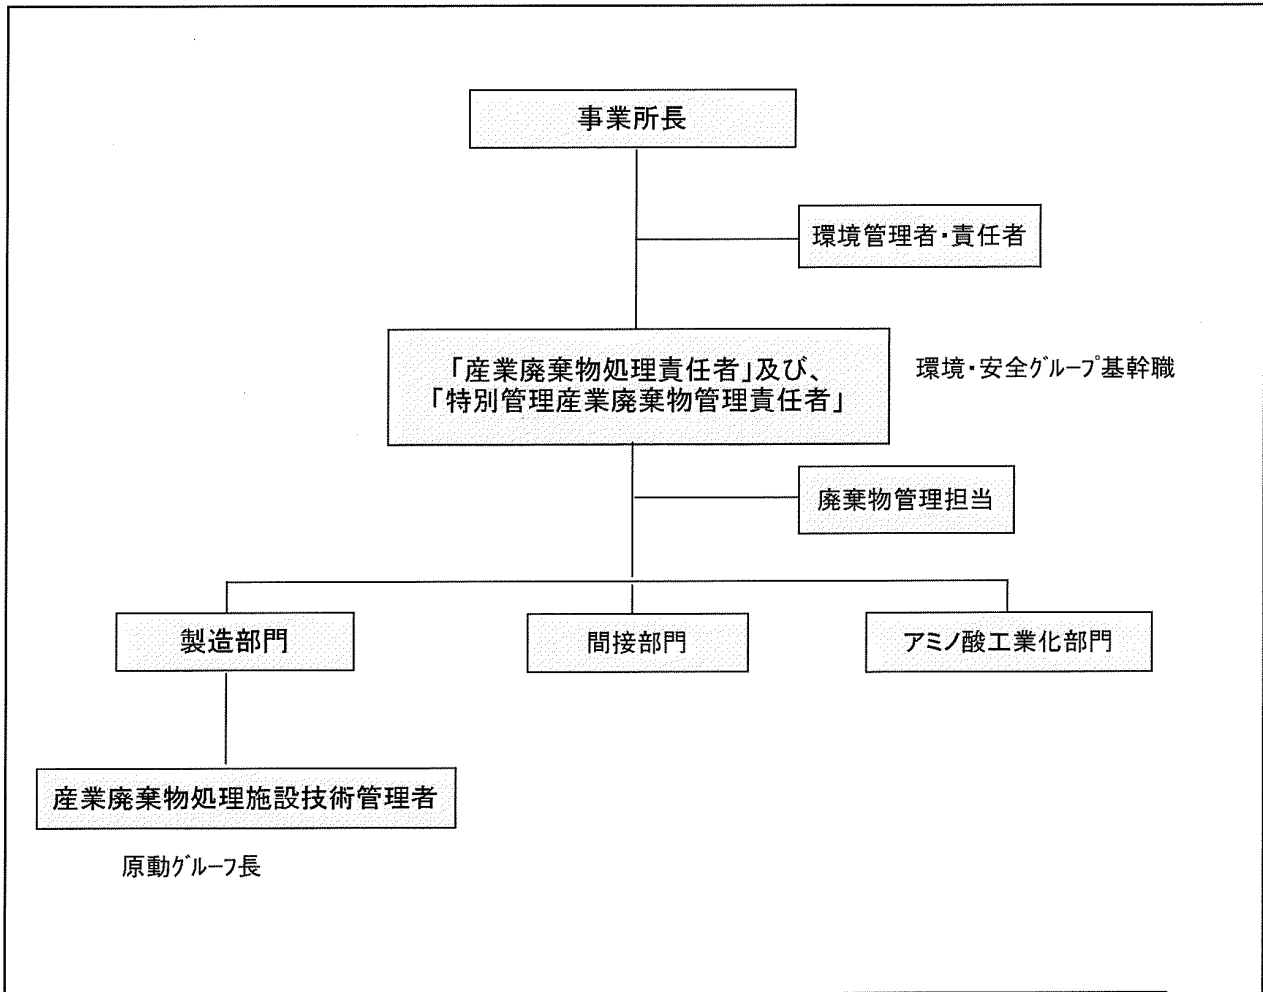 事業所長
環境管理者・責任者
「産業廃棄物処理責任者」及び、
「特別管理産業廃棄物管理責任者」
環境・安全ｸﾞﾙｰﾌﾟ基幹職
廃棄物管理担当
製造部門
間接部門
アミノ酸工業化部門
産業廃棄物処理施設技術管理者
原動ｸﾞﾙｰﾌ長